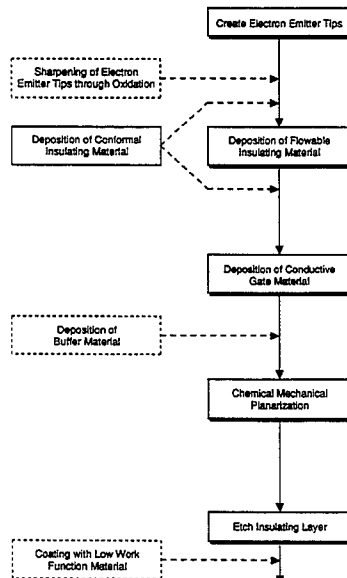 Create Electron Emitter Tips
Sharpening of Electron
Emitter Tips through Oxidation
Deposition of Conformal
Insulating Material
Deposition of Flowable
Insulating Material
Deposition of Conductive
Gate Material
Deposition of
Buffer Material
Chemical Mechanical
Planarization
Etch Insulating Layer
Coating with Low Work
Function Material